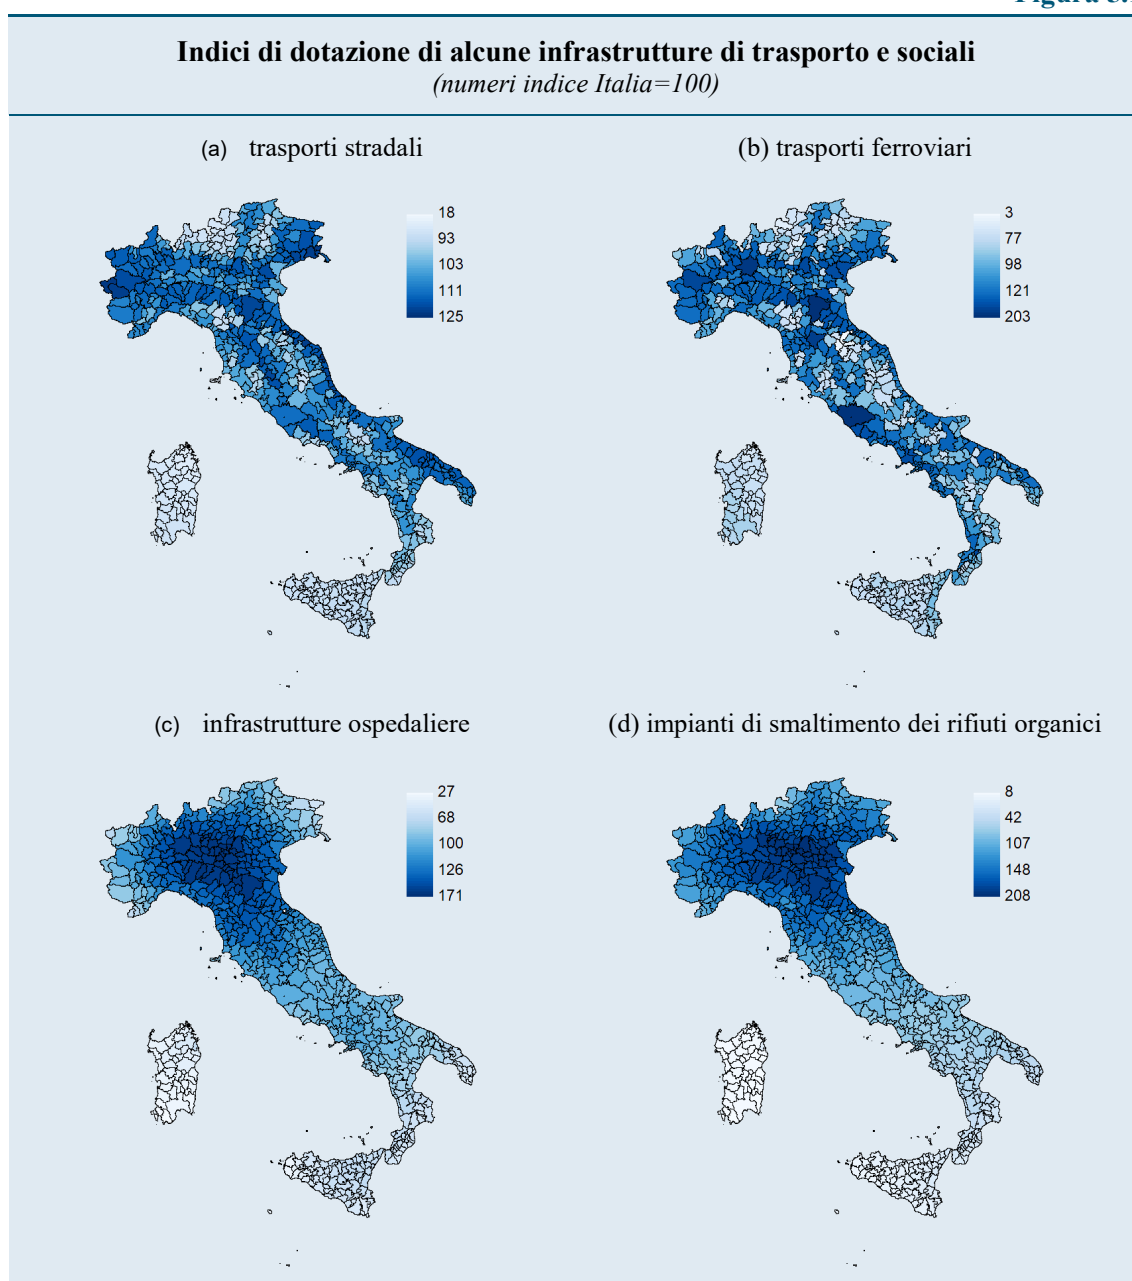 Figura
Indici di dotazione di alcune infrastrutture di trasporto e sociali
(numeri indice Italia=100)
(a) trasporti stradali
(b) trasporti ferroviari
18
93
103
111
125
3
77
98
121
203
(c) infrastrutture ospedaliere
(d) impianti di smaltimento dei rifiuti organici
27
68
100
126
171
8
42
107
148
208